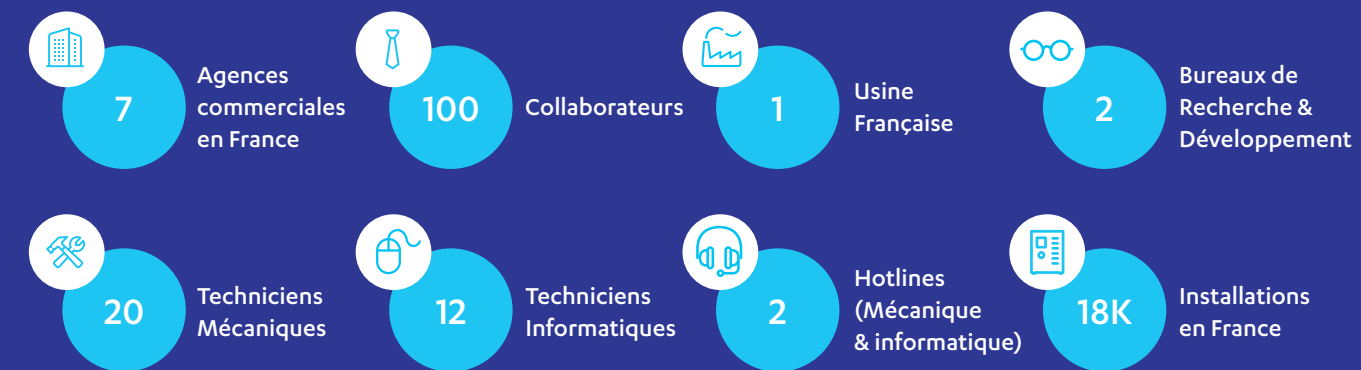 7
Agences
commerciales
en France
100
Collaborateurs
1
Usine
Française
2
Bureaux de
Recherche &
Développement
20
Techniciens
Mécaniques
12
Techniciens
Informatiques
2
Hotlines
(Mécanique
& informatique)
18K
Installations
en France